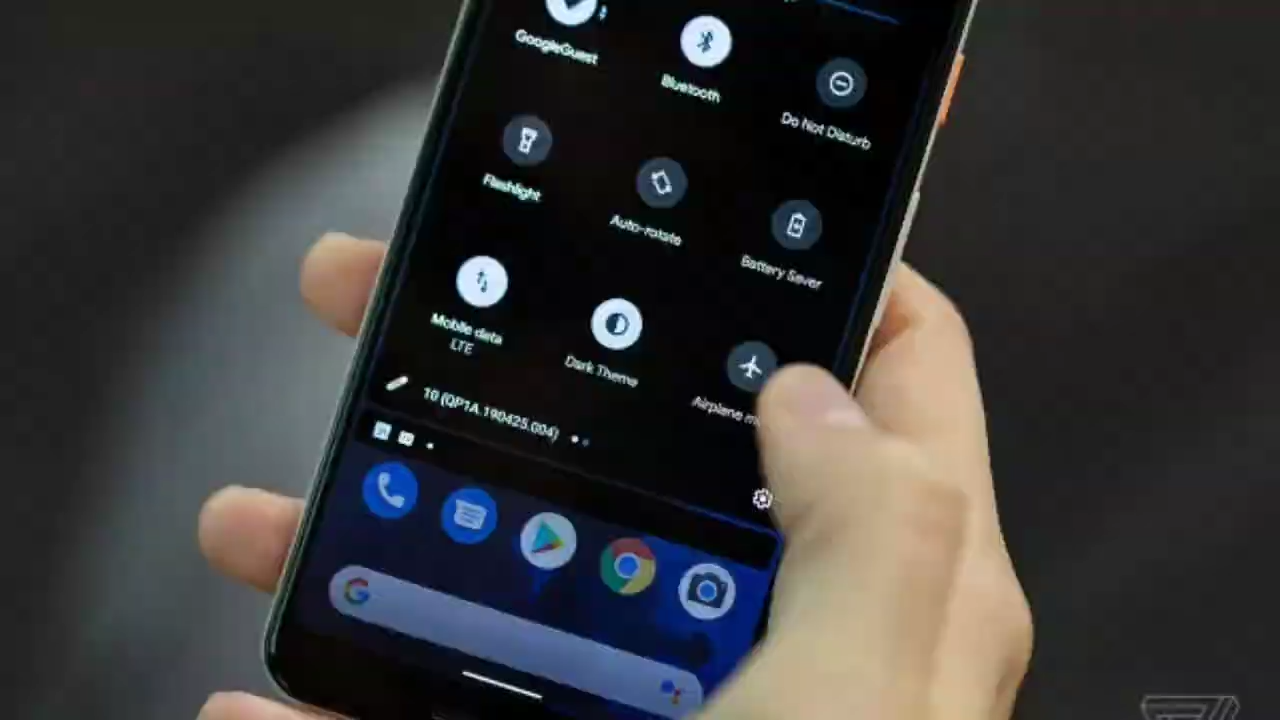 GoogleGuest
Bluetooth
Do Not Disturb
Flashlight
Auto-rotate
Battery Saver
Mobile data
LTE
Dark Theme
Airplane
10 (QP1A.190425.004)